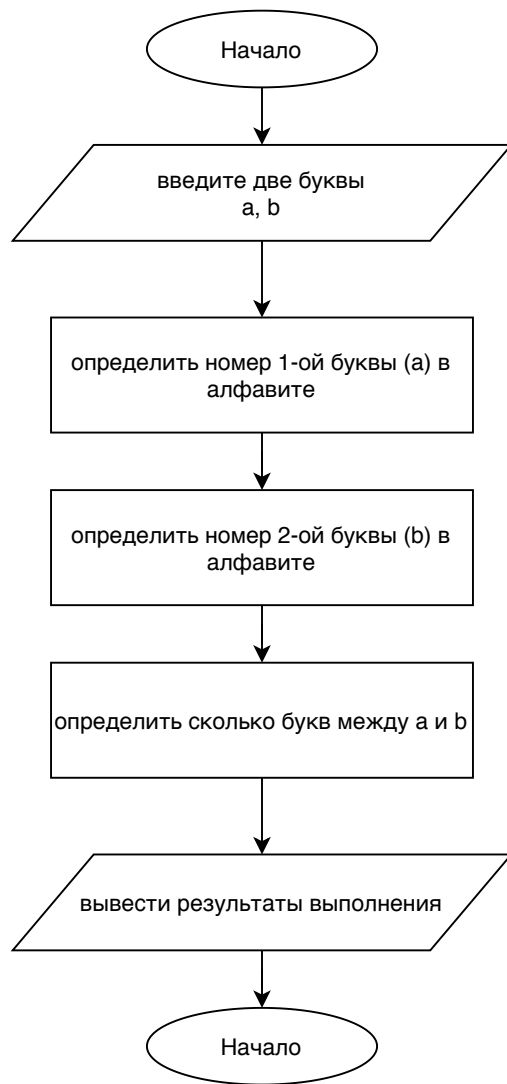 Начало
введите две буквы
a, b
определить номер 1-ой буквы (a) в
алфавите
определить номер 2-ой буквы (b) в
алфавите
определить сколько букв между a и b
вывести результаты выполнения
Начало